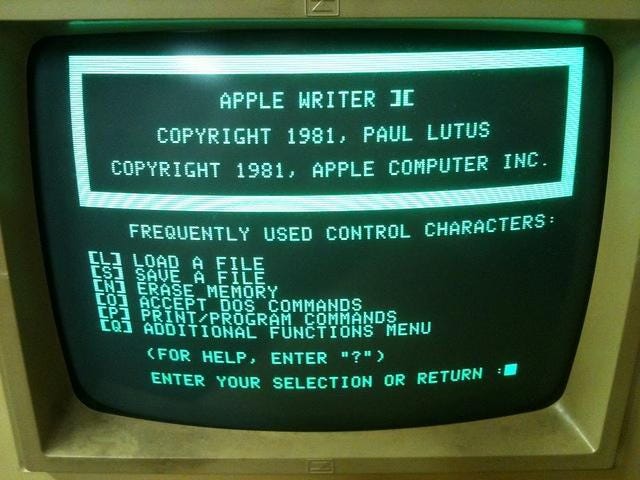 APPLE WRITER ][
COPYRIGHT 1981, PAUL LUTUS
COPYRIGHT 1981, APPLE COMPUTER INC.
FREQUENTLY USED CONTROL CHARACTERS:
[L] LOAD A FILE
[S] SAVE A FILE
[N] ERASE MEMORY
[O] ACCEPT DOS COMMANDS
[P] PRINT/PROGRAM COMMANDS
[Q] ADDITIONAL FUNCTIONS MENU
(FOR HELP, ENTER "?")
ENTER YOUR SELECTION OR RETURN :